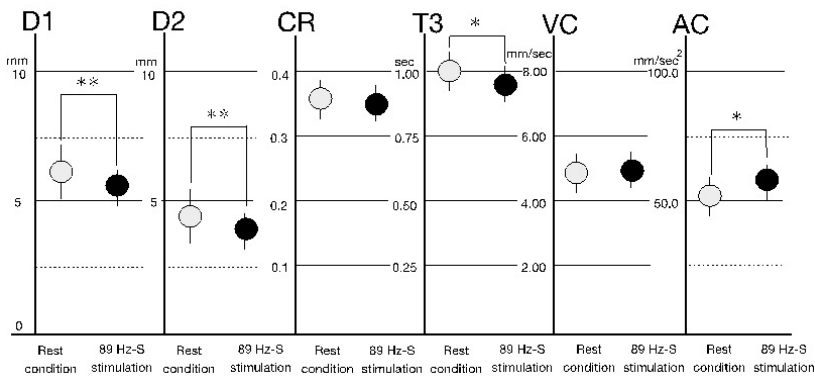 D1 D2 CR T3 VC AC
mm mm sec mm/sec mm/sec²
10 10 0.4 1.00 8.00 100.0
** ** * *
0.3 0.75 6.00
5 5 0.2 0.50 4.00 50.0
0.1 0.25 2.00
0
Rest 89 Hz-S Rest 89 Hz-S Rest 89 Hz-S Rest 89 Hz-S Rest 89 Hz-S Rest 89 Hz-S
condition stimulation condition stimulation condition stimulation condition stimulation condition stimulation condition stimulation